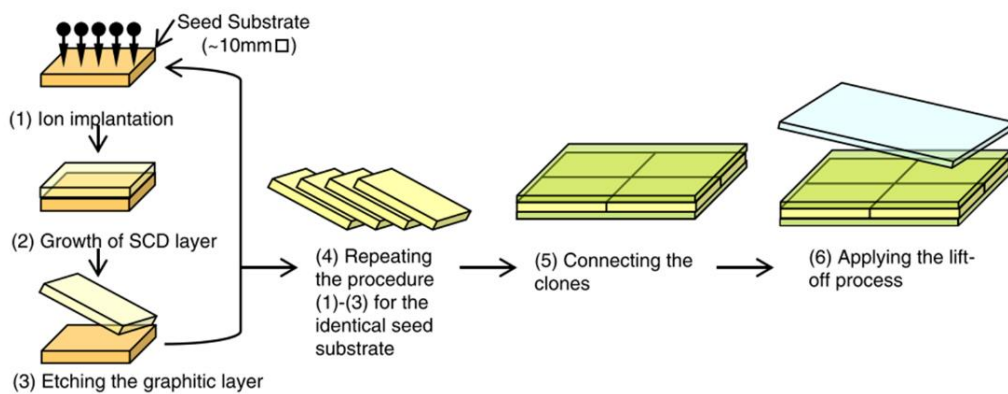 Seed Substrate
(~10mm□)
(1) Ion implantation
(2) Growth of SCD layer
(3) Etching the graphitic layer
(4) Repeating
the procedure
(1)-(3) for the
identical seed
substrate
(5) Connecting the
clones
(6) Applying the lift-
off process